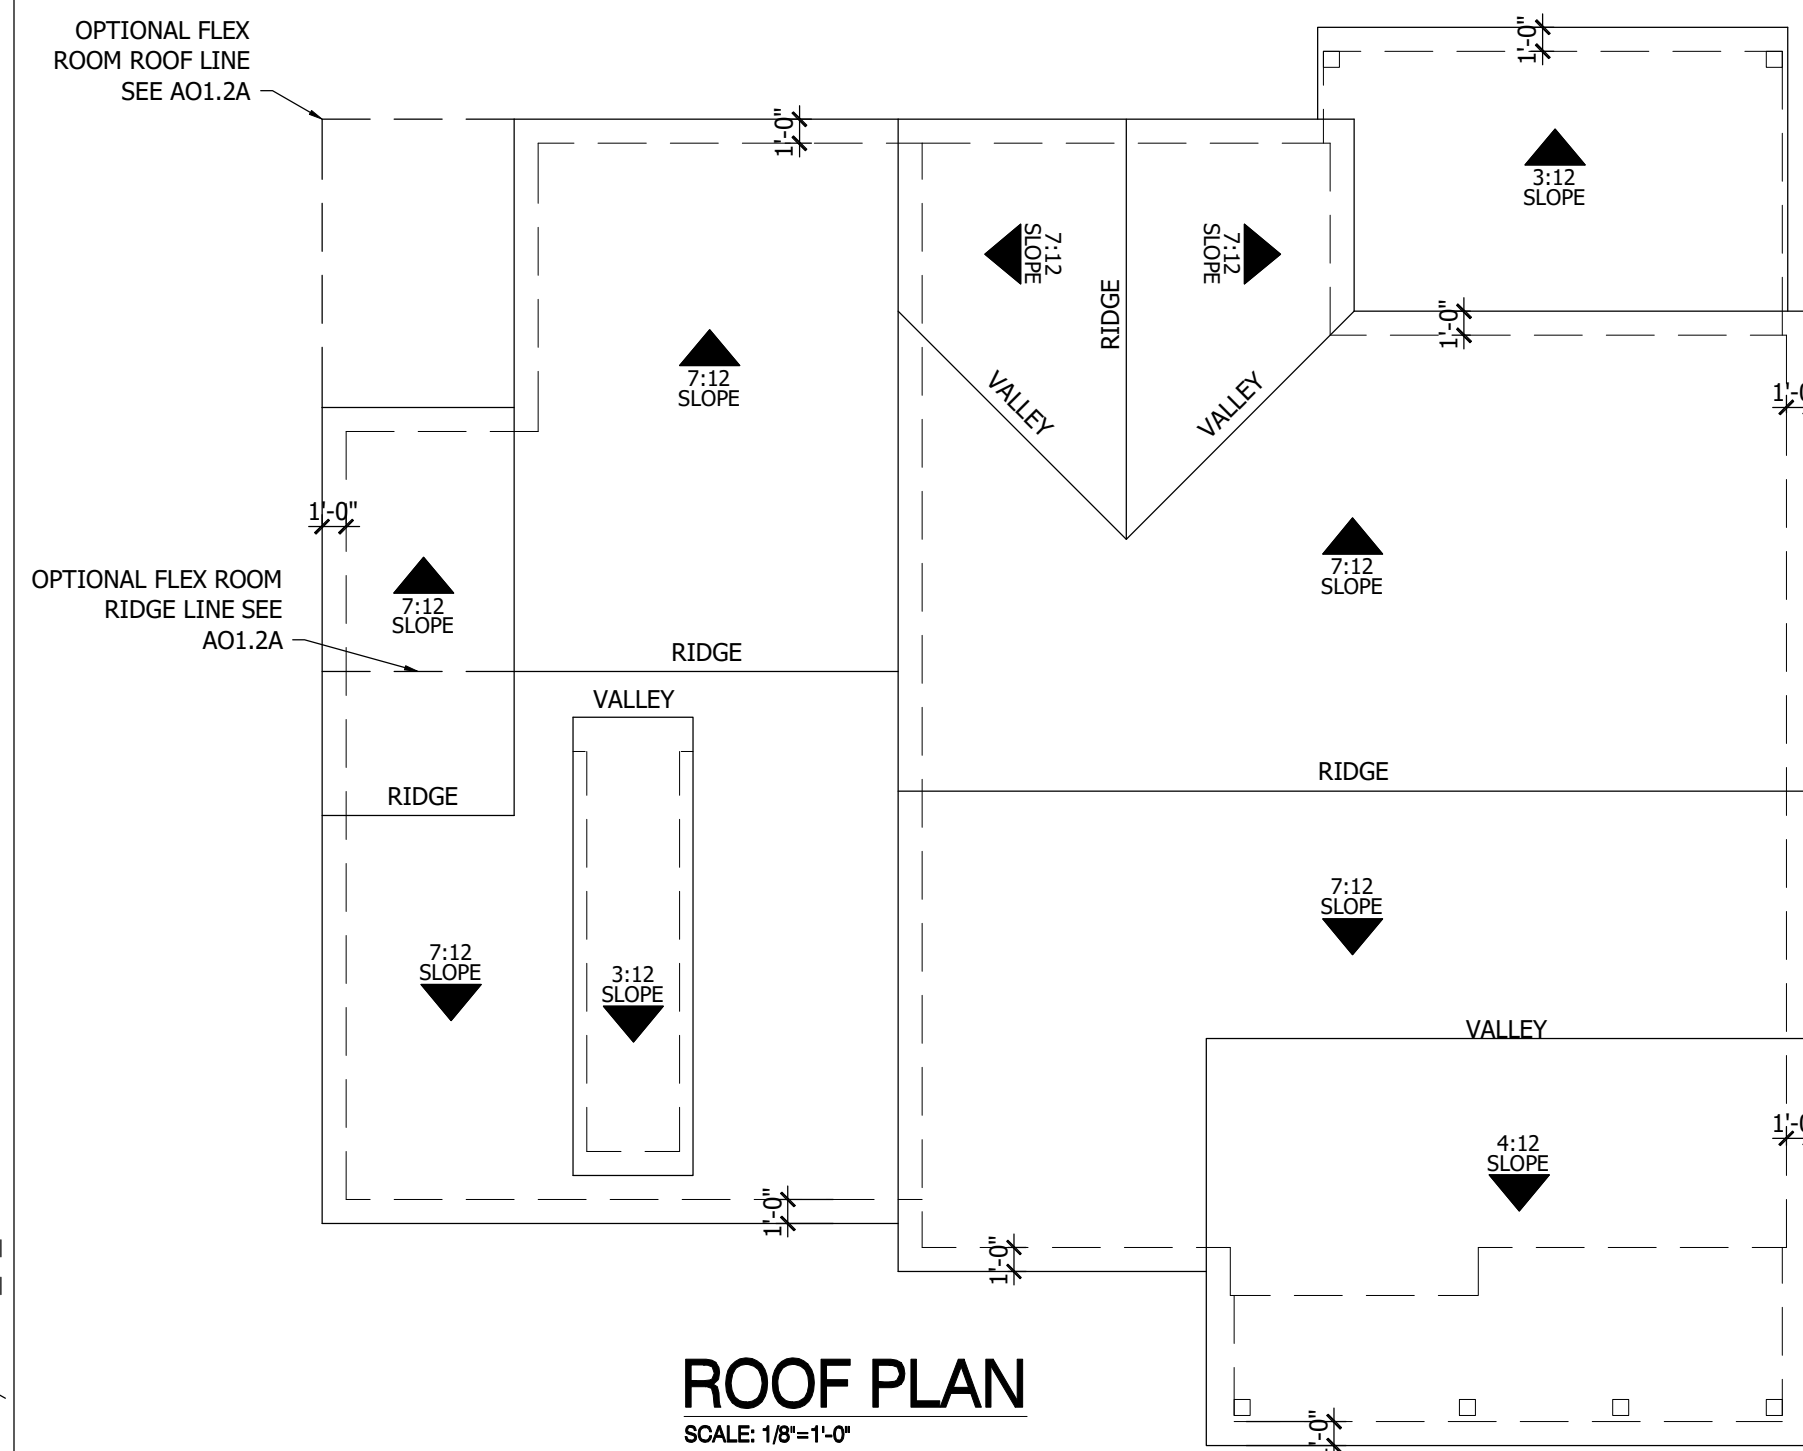 OPTIONAL FLEX
ROOM ROOF LINE
SEE AO1.2A
1'-0"
1'-0"
3:12
SLOPE
7:12
SLOPE
7:12
SLOPE
RIDGE
1'-0"
7:12
SLOPE
VALLEY
VALLEY
1'-0"
OPTIONAL FLEX ROOM
RIDGE LINE SEE
AO1.2A
7:12
SLOPE
7:12
SLOPE
RIDGE
VALLEY
RIDGE
RIDGE
7:12
SLOPE
7:12
SLOPE
3:12
SLOPE
VALLEY
4:12
SLOPE
1'-0"
1'-0"
ROOF PLAN
SCALE: 1/8"=1'-0"